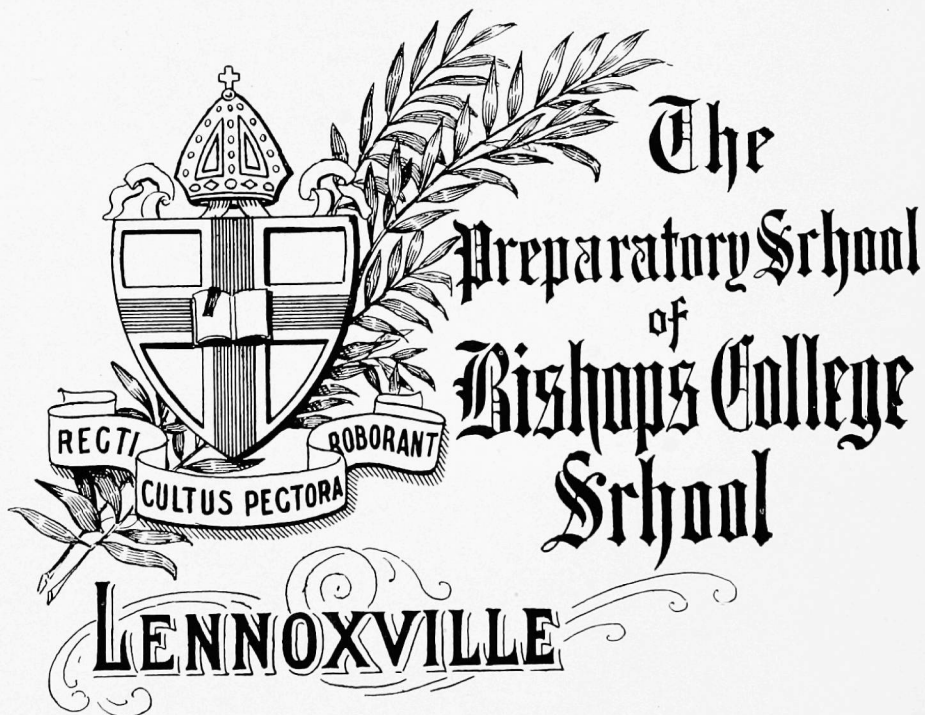 RECTI CULTUS PECTORA ROBORANT
The
Preparatory School
of
Bishops College
School
LENNOXVILLE